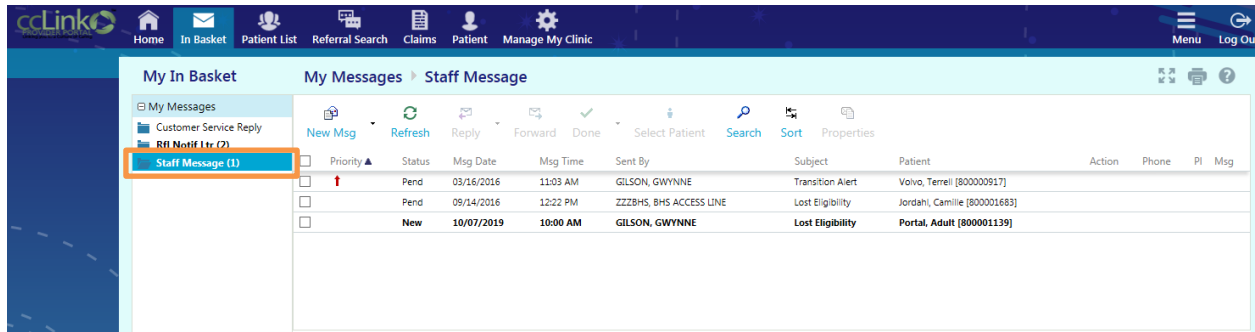 ccLink
PROVIDER PORTAL
Home In Basket Patient List Referral Search Claims Patient Manage My Clinic Menu Log Ou
My In Basket
My Messages
Customer Service Reply
Rfl Notif Ltr (2)
Staff Message (1)
My Messages Staff Message
New Msg Refresh Reply Forward Done Select Patient Search Sort Properties
Priority Status Msg Date Msg Time Sent By Subject Patient Action Phone Pl Msg
Pend 03/16/2016 11:03 AM GILSON, GWYNNE Transition Alert Volvo, Terrell [800000917]
Pend 09/14/2016 12:22 PM ZZZBHS, BHS ACCESS LINE Lost Eligibility Jordahl, Camille [800001683]
New 10/07/2019 10:00 AM GILSON, GWYNNE Lost Eligibility Portal, Adult [800001139]